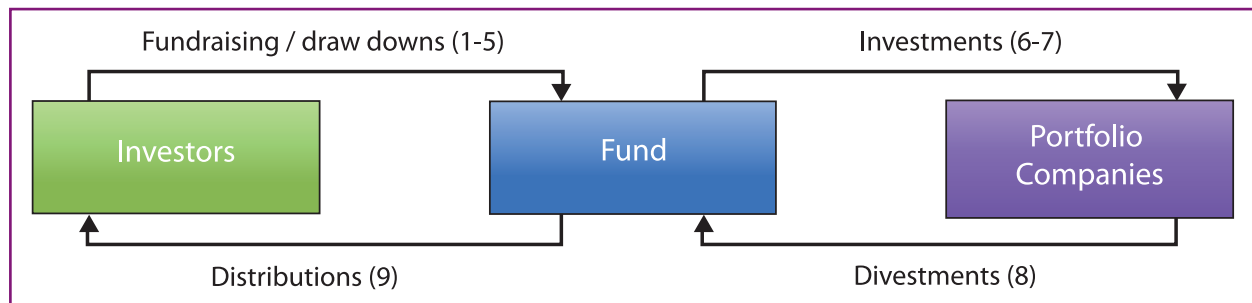 Fundraising / draw downs (1-5)
Investments (6-7)
Investors
Fund
Portfolio
Companies
Distributions (9)
Divestments (8)